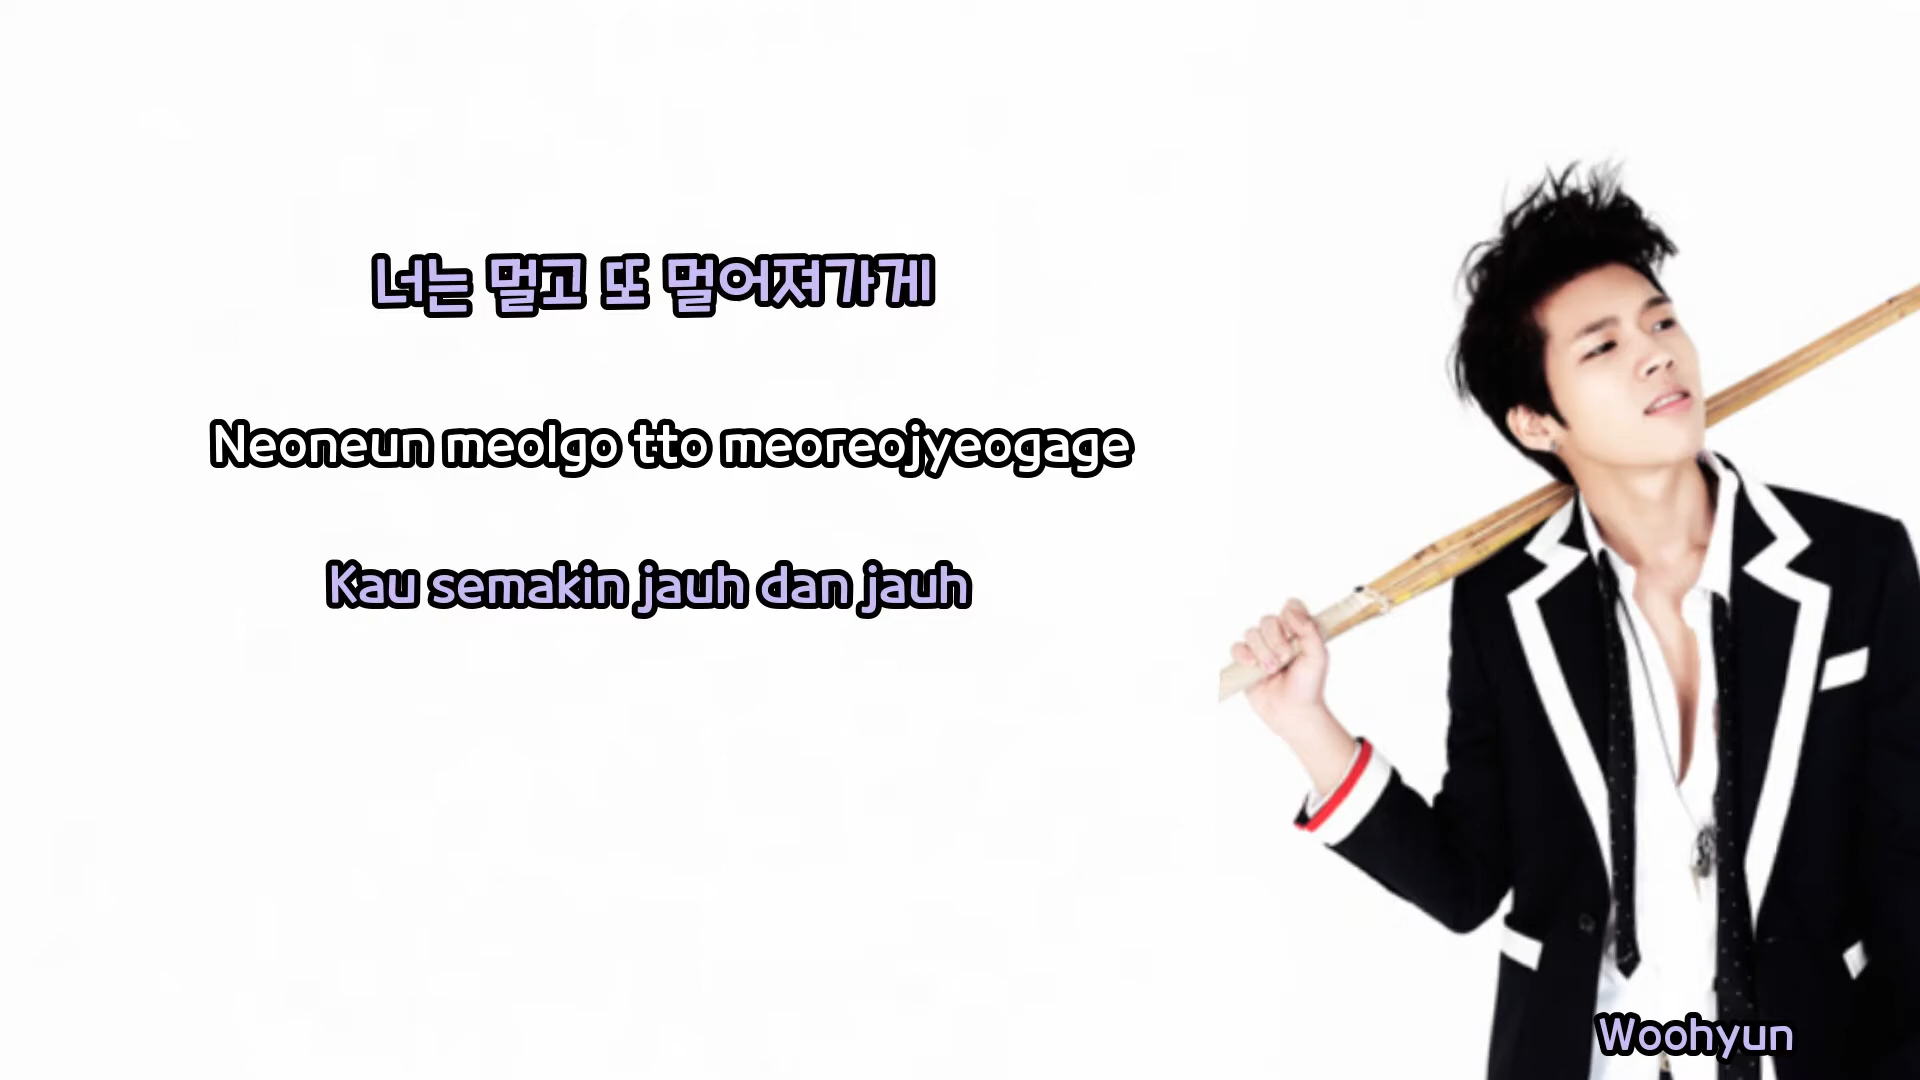 너는 멀고 또 멀어져가게
Neoneun meolgo tto meoreojyeogage
Kau semakin jauh dan jauh
Woohyun